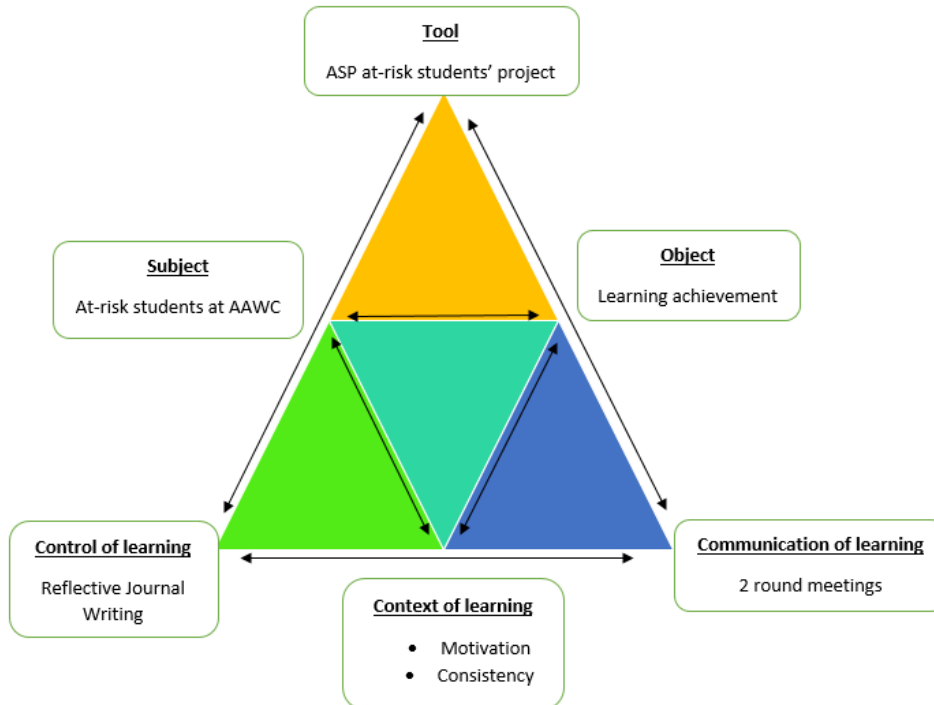 Tool
ASP at-risk students’ project
Subject
At-risk students at AAWC
Object
Learning achievement
Control of learning
Reflective Journal
Writing
Context of learning
• Motivation
• Consistency
Communication of learning
2 round meetings